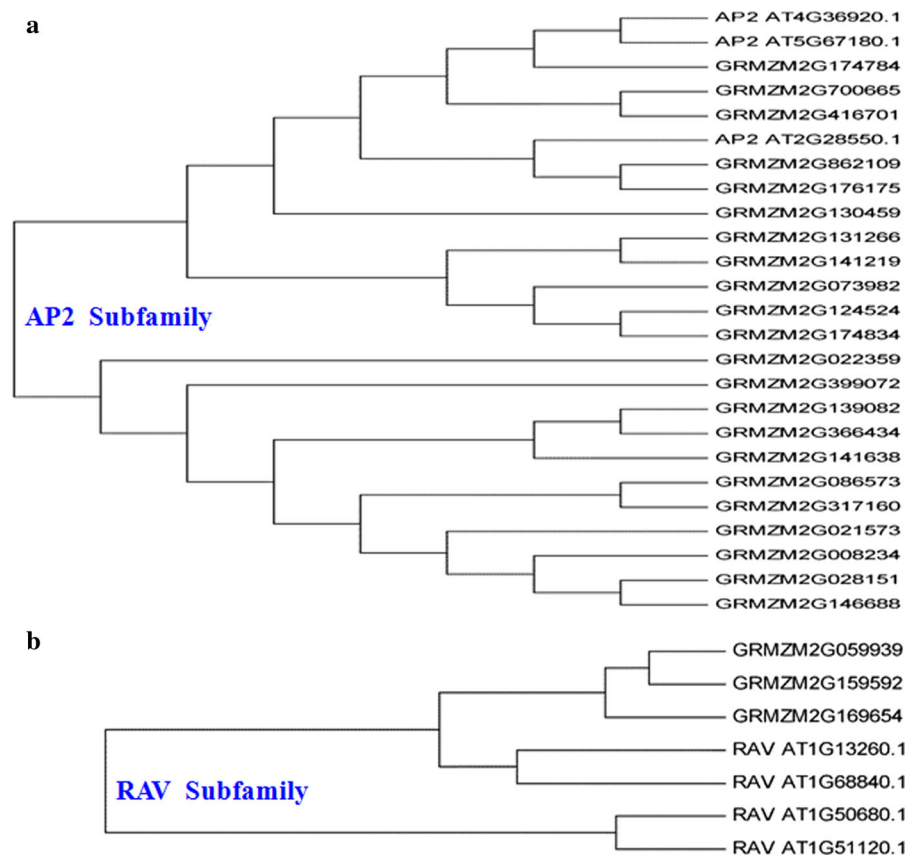 a
AP2 AT4G36920.1
AP2 AT5G67180.1
GRMZM2G174784
GRMZM2G700665
GRMZM2G416701
AP2 AT2G28550.1
GRMZM2G862109
GRMZM2G176175
GRMZM2G130459
GRMZM2G131266
GRMZM2G141219
GRMZM2G073982
GRMZM2G124524
GRMZM2G174834
AP2 Subfamily
GRMZM2G022359
GRMZM2G399072
GRMZM2G139082
GRMZM2G366434
GRMZM2G141638
GRMZM2G086573
GRMZM2G317160
GRMZM2G021573
GRMZM2G008234
GRMZM2G028151
GRMZM2G146688
b
GRMZM2G059939
GRMZM2G159592
GRMZM2G169654
RAV AT1G13260.1
RAV AT1G68840.1
RAV Subfamily
RAV AT1G50680.1
RAV AT1G51120.1